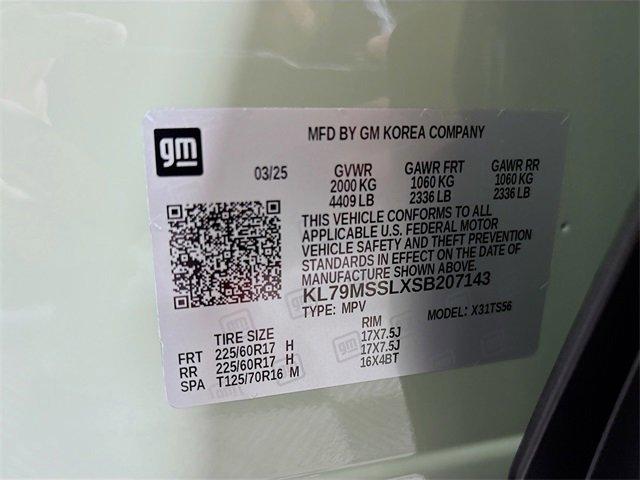 gm
MFD BY GM KOREA COMPANY
03/25 GVWR GAWR FRT GAWR RR
2000 KG 1060 KG 1060 KG
4409 LB 2336 LB 2336 LB
THIS VEHICLE CONFORMS TO ALL
APPLICABLE U.S. FEDERAL MOTOR
VEHICLE SAFETY AND THEFT PREVENTION
STANDARDS IN EFFECT ON THE DATE OF
MANUFACTURE SHOWN ABOVE.
KL79MSSLXSB207143
TYPE: MPV MODEL: X31TS56
TIRE SIZE RIM
FRT 225/60R17 H 17X7.5J
RR 225/60R17 H 17X7.5J
SPA T125/70R16 M 16X4BT